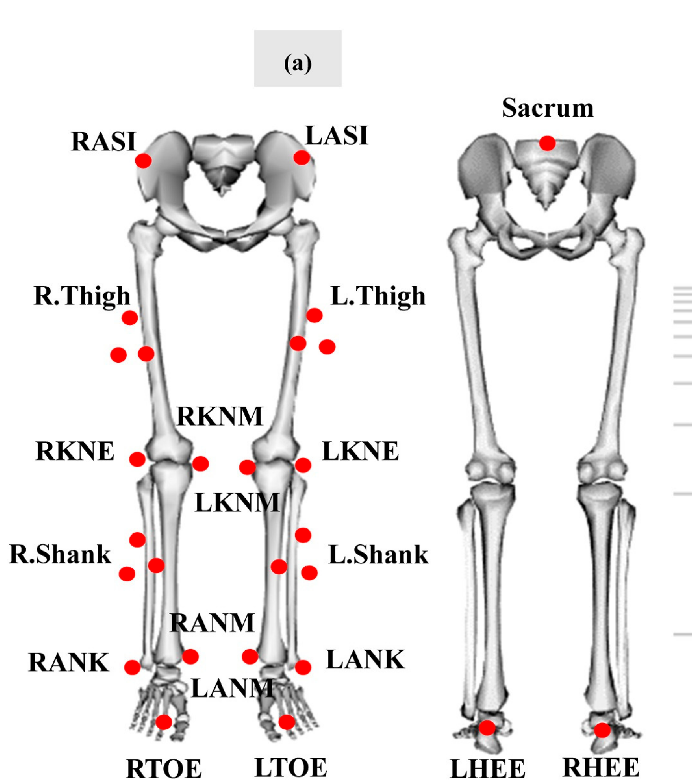 (a)
Sacrum
RASI
LASI
R.Thigh
L.Thigh
RKNM
RKNE
LKNE
LKNM
R.Shank
L.Shank
RANM
RANK
LANK
LANM
RTOE
LTOE
LHEE
RHEE